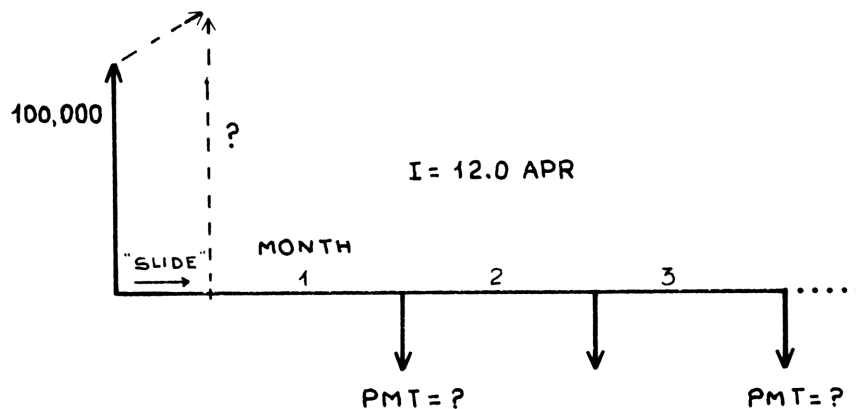 100,000
?
I = 12.0 APR
"SLIDE"
MONTH
1
2
3
PMT = ?
PMT = ?